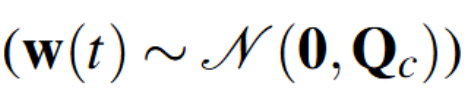 (𝐰(t) ∼ 𝒩(𝟎, 𝐐_c))